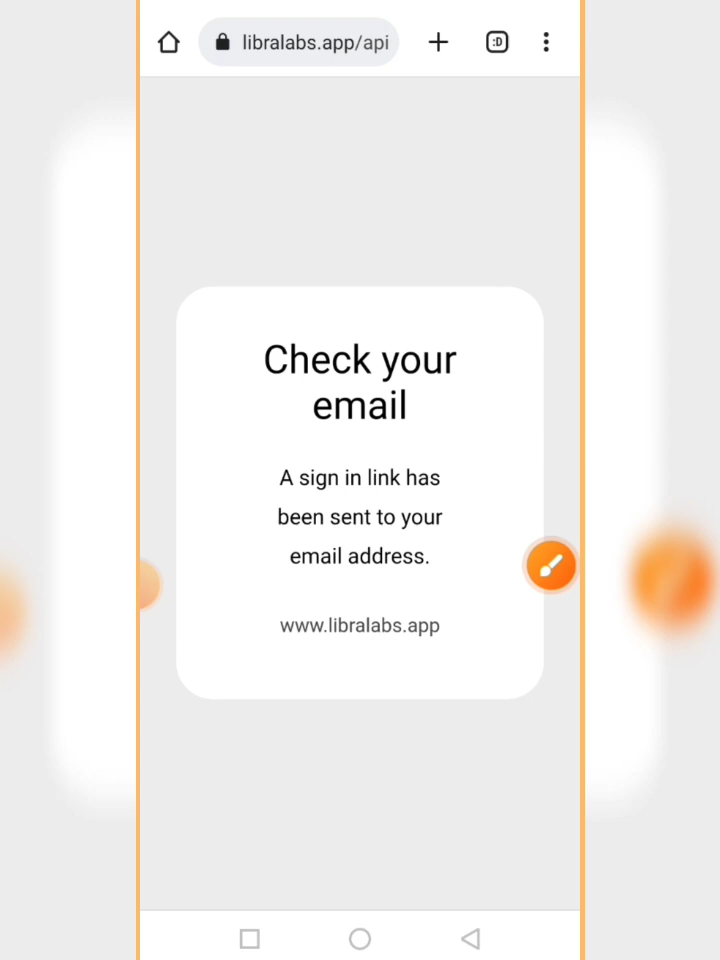 libralabs.app/api
:D
Check your
email
A sign in link has
been sent to your
email address.
www.libralabs.app